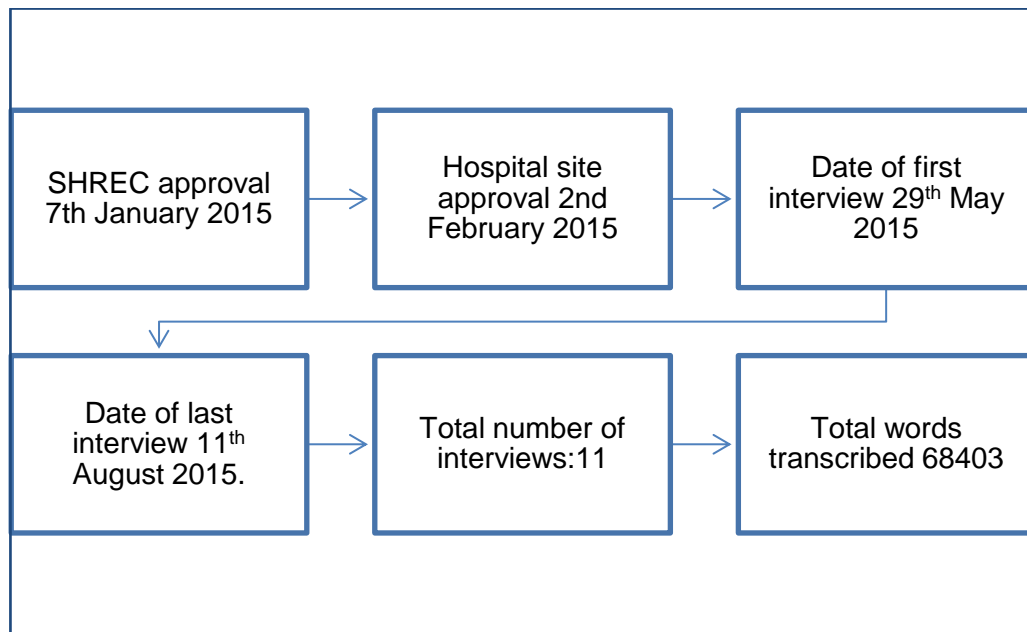 SHREC approval
7th January 2015
Hospital site
approval 2nd
February 2015
Date of first
interview 29th May
2015
Date of last
interview 11th
August 2015.
Total number of
interviews:11
Total words
transcribed 68403